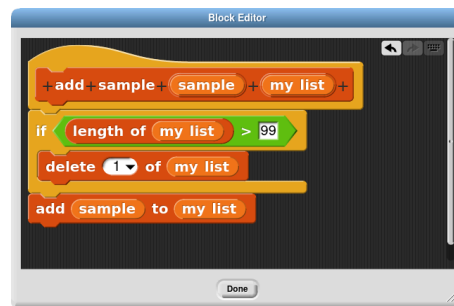 Block Editor
+add+sample+ sample + my list +
if length of my list > 99
delete 1 of my list
add sample to my list
Done